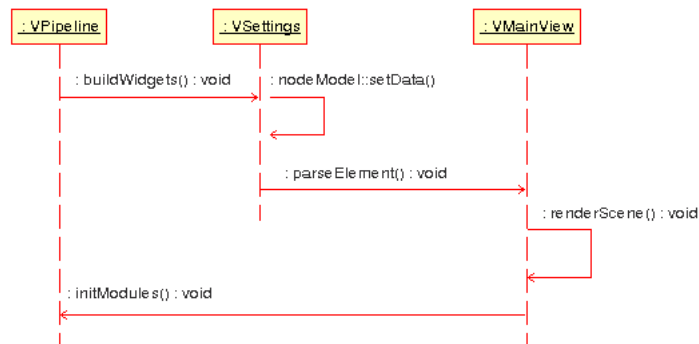 : VPipeline
: VSettings
: VMainView
: buildWidgets() : void
: nodeModel::setData()
: parseElement() : void
: renderScene() : void
: initModules() : void